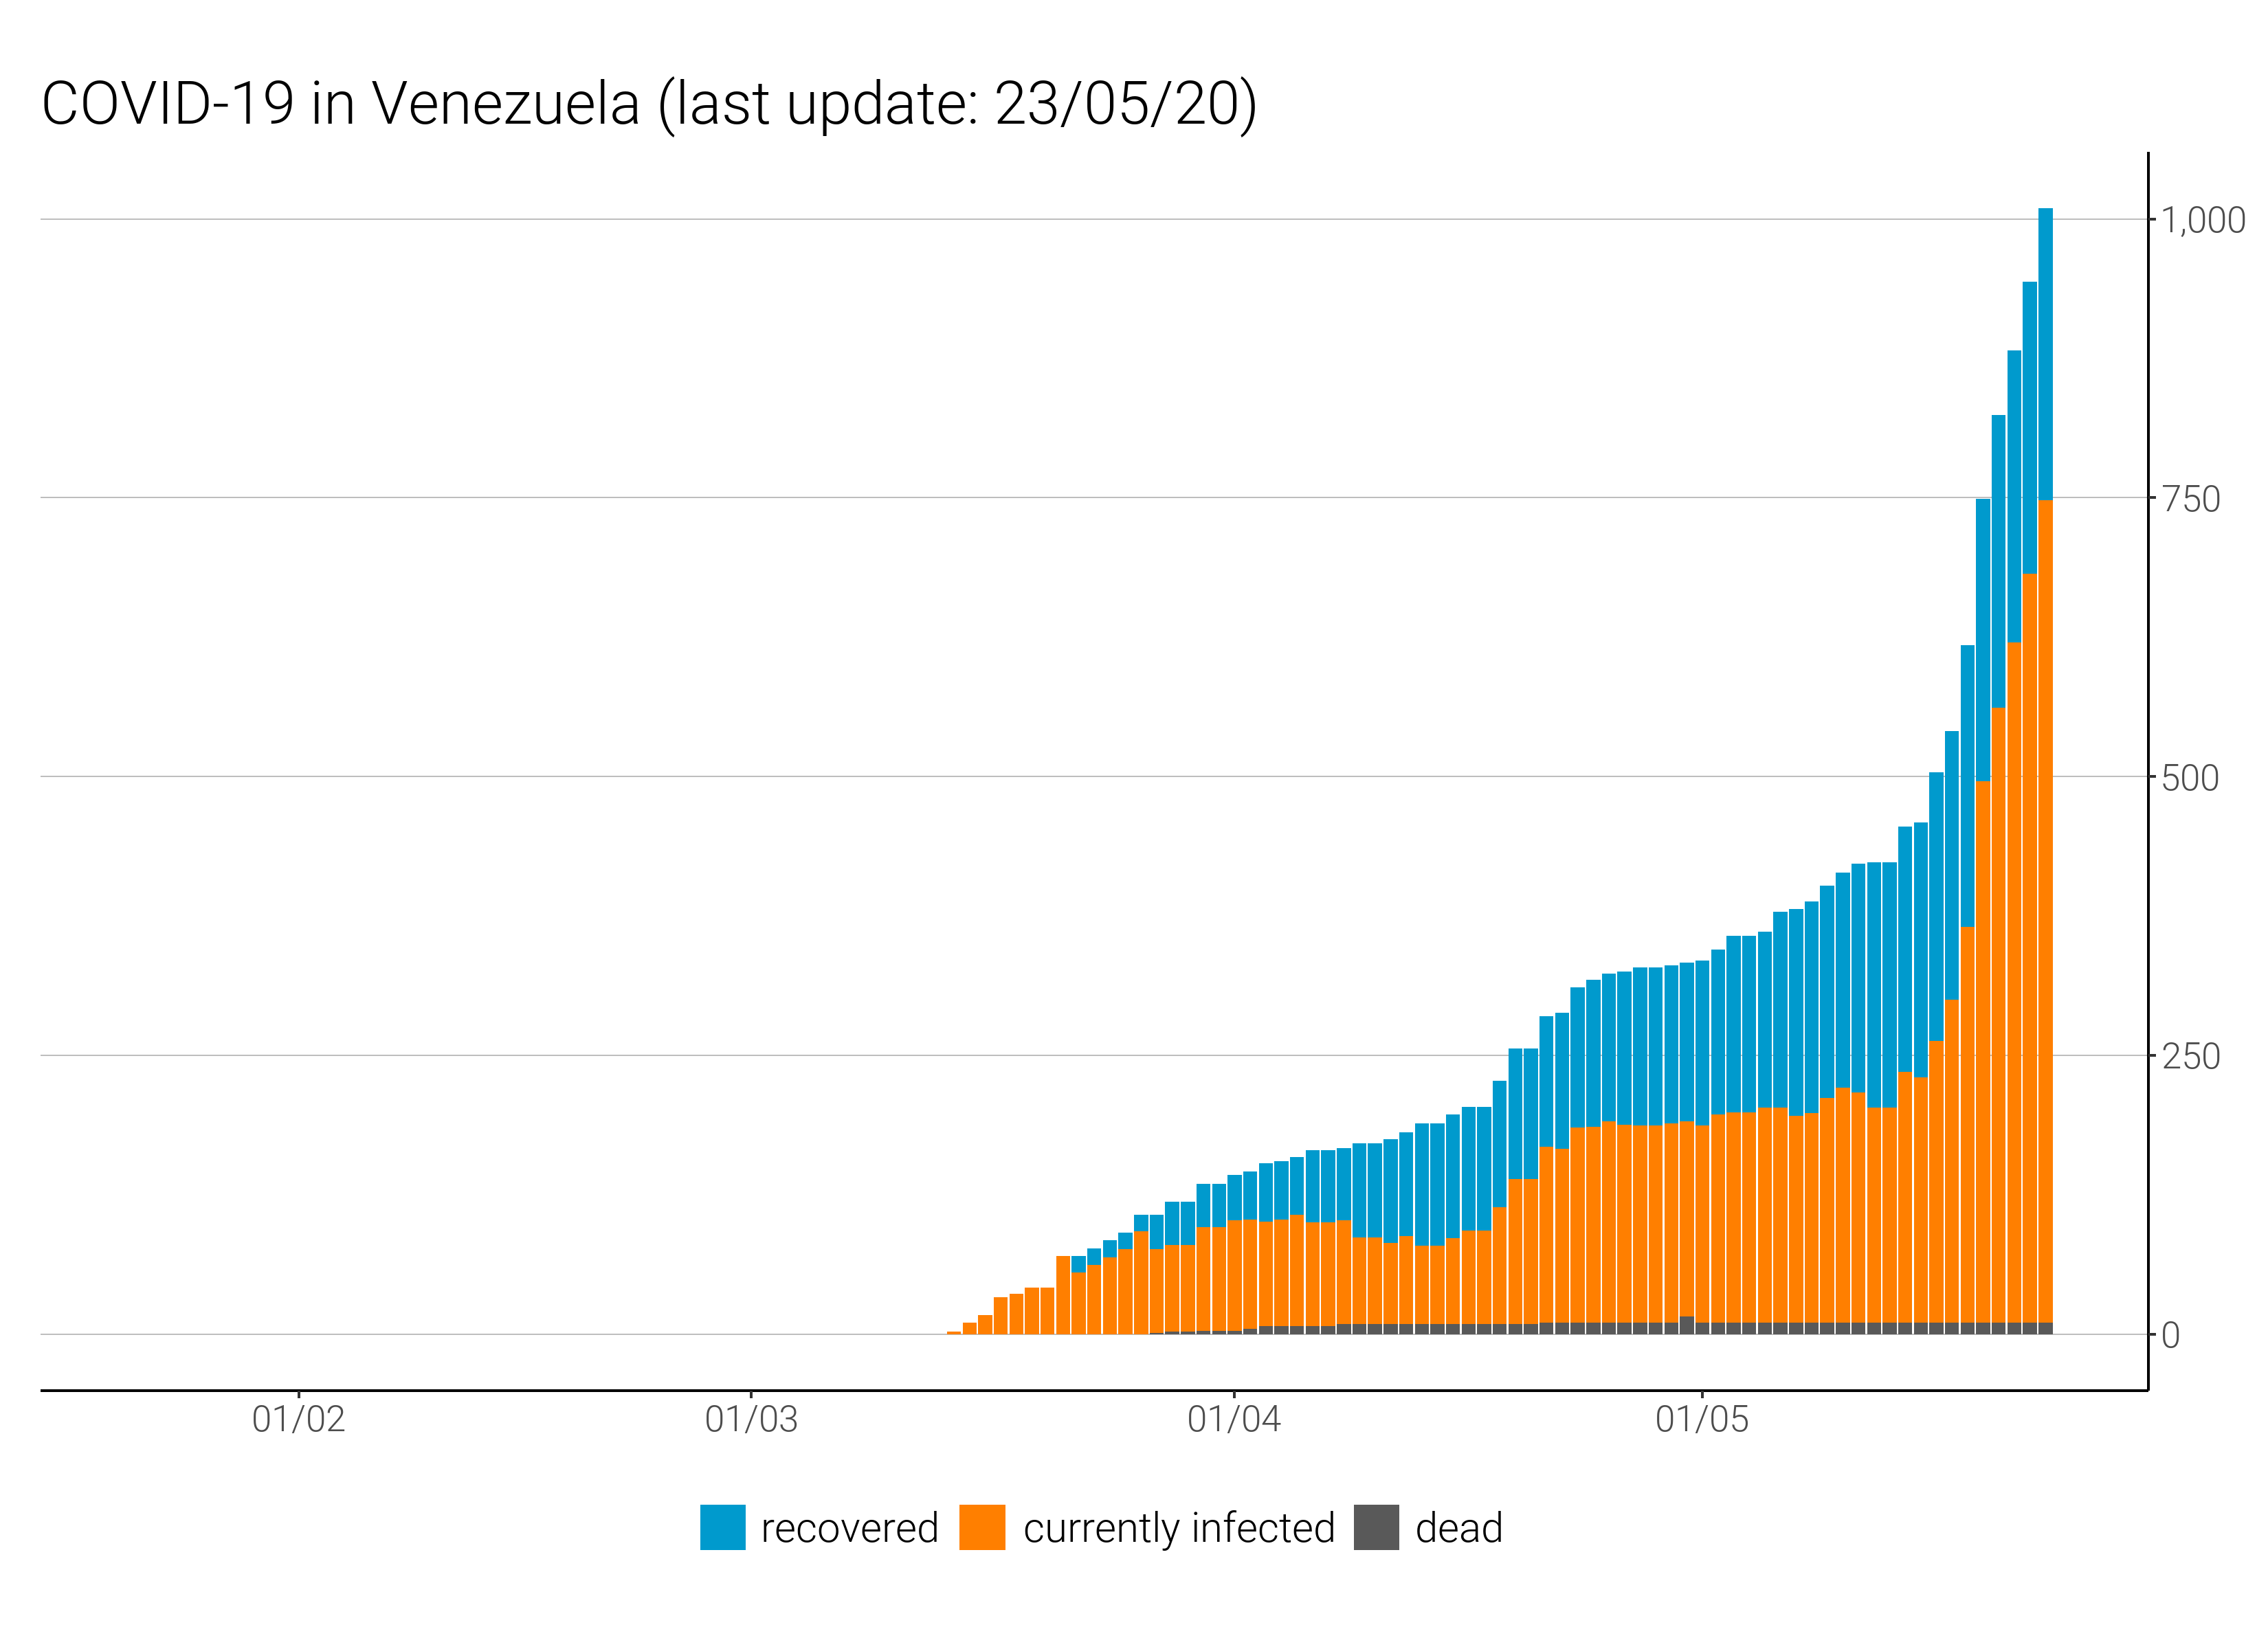 COVID-19 in Venezuela (last update: 23/05/20)
1,000
750
500
250
0
01/02 01/03 01/04 01/05
recovered currently infected dead